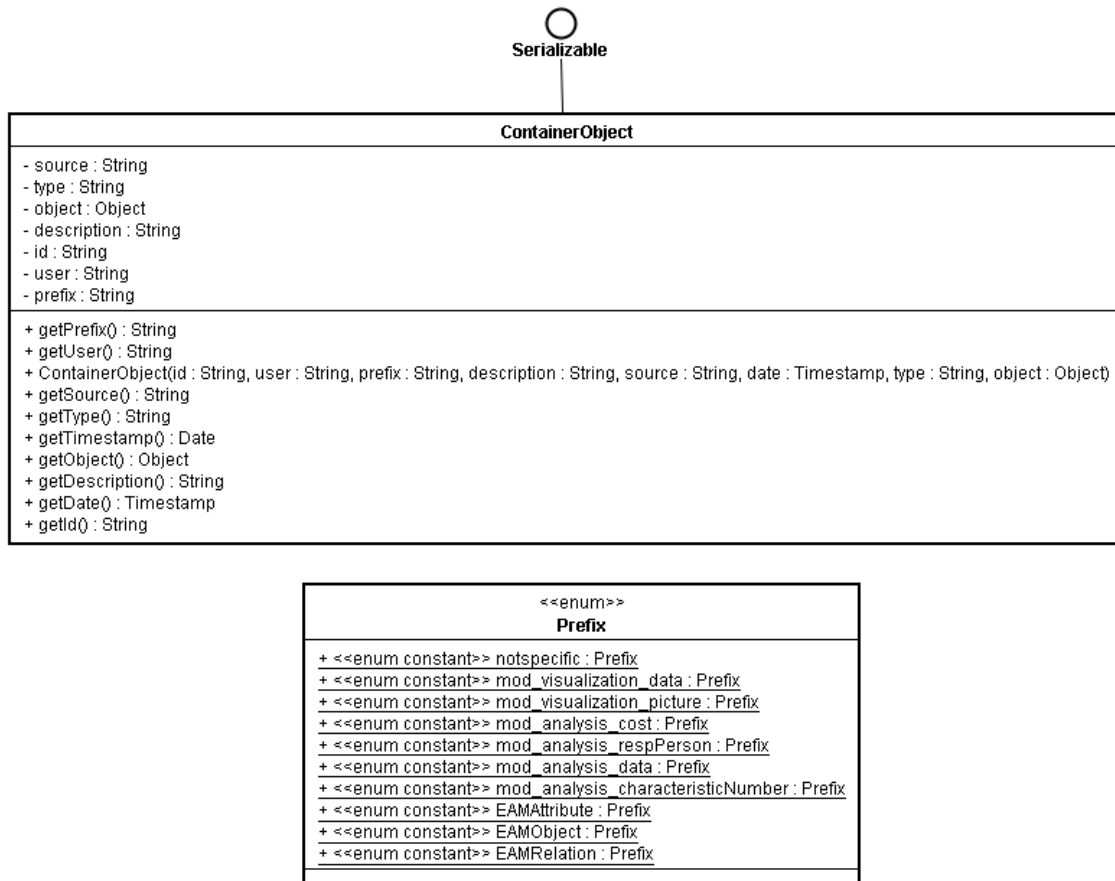 Serializable
ContainerObject
- source : String
- type : String
- object : Object
- description : String
- id : String
- user : String
- prefix : String
+ getPrefix() : String
+ getUser() : String
+ ContainerObject(id : String, user : String, prefix : String, description : String, source : String, date : Timestamp, type : String, object : Object)
+ getSource() : String
+ getType() : String
+ getTimestamp() : Date
+ getObject() : Object
+ getDescription() : String
+ getDate() : Timestamp
+ getId() : String
<<enum>>
Prefix
+ <<enum constant>> notspecific : Prefix
+ <<enum constant>> mod_visualization_data : Prefix
+ <<enum constant>> mod_visualization_picture : Prefix
+ <<enum constant>> mod_analysis_cost : Prefix
+ <<enum constant>> mod_analysis_respPerson : Prefix
+ <<enum constant>> mod_analysis_data : Prefix
+ <<enum constant>> mod_analysis_characteristicNumber : Prefix
+ <<enum constant>> EAMAttribute : Prefix
+ <<enum constant>> EAMObject : Prefix
+ <<enum constant>> EAMRelation : Prefix